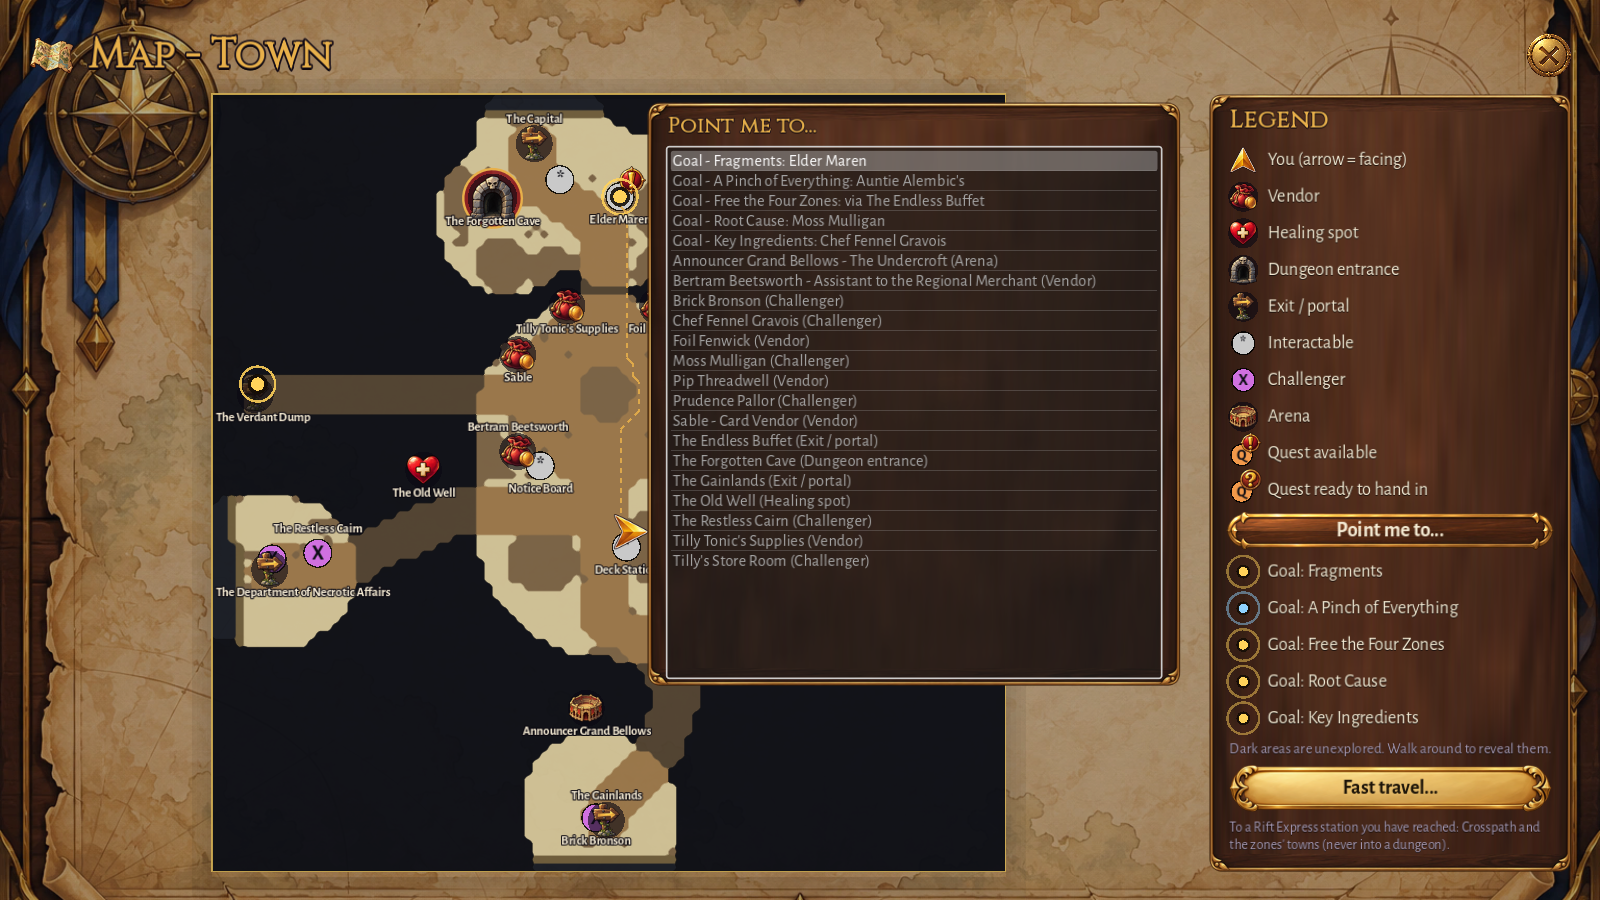 Map - Town
The Capital
The Forgotten Cave
Elder Maren
Tilly Tonic's Supplies
Foil
Sable
The Verdant Dump
Bertram Beetsworth
The Old Well
Notice Board
The Restless Cairn
The Department of Necrotic Affairs
Deck Stati
Announcer Grand Bellows
The Gainlands
Brick Bronson
Point me to...
Goal - Fragments: Elder Maren
Goal - A Pinch of Everything: Auntie Alembic's
Goal - Free the Four Zones: via The Endless Buffet
Goal - Root Cause: Moss Mulligan
Goal - Key Ingredients: Chef Fennel Gravois
Announcer Grand Bellows - The Undercroft (Arena)
Bertram Beetsworth - Assistant to the Regional Merchant (Vendor)
Brick Bronson (Challenger)
Chef Fennel Gravois (Challenger)
Foil Fenwick (Vendor)
Moss Mulligan (Challenger)
Pip Threadwell (Vendor)
Prudence Pallor (Challenger)
Sable - Card Vendor (Vendor)
The Endless Buffet (Exit / portal)
The Forgotten Cave (Dungeon entrance)
The Gainlands (Exit / portal)
The Old Well (Healing spot)
The Restless Cairn (Challenger)
Tilly Tonic's Supplies (Vendor)
Tilly's Store Room (Challenger)
Legend
You (arrow = facing)
Vendor
Healing spot
Dungeon entrance
Exit / portal
* Interactable
X Challenger
Arena
Q! Quest available
Q? Quest ready to hand in
Point me to...
Goal: Fragments
Goal: A Pinch of Everything
Goal: Free the Four Zones
Goal: Root Cause
Goal: Key Ingredients
Dark areas are unexplored. Walk around to reveal them.
Fast travel...
To a Rift Express station you have reached: Crosspath and
the zones' towns (never into a dungeon).